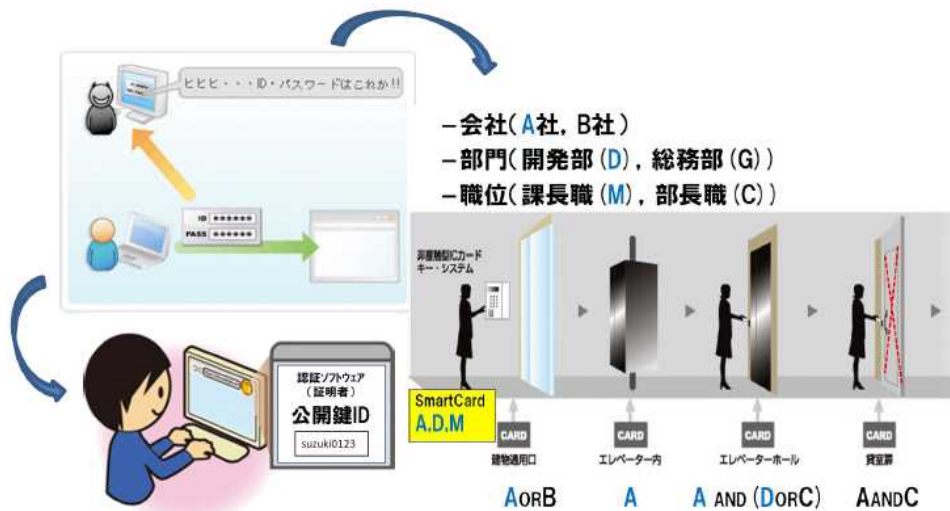 ヒヒヒ・・・ID・パスワードはこれか!!
ID ******
PASS ******
認証ソフトウェア
(証明者)
公開鍵ID
suzuki0123
－会社(A社, B社)
－部門(開発部(D), 総務部(G))
－職位(課長職(M), 部長職(C))
非接触型ICカード
キー・システム
SmartCard
A,D,M
CARD CARD CARD CARD
建物通用口 エレベーター内 エレベーターホール 貸室扉
AORB A A AND (DORC) AANDC